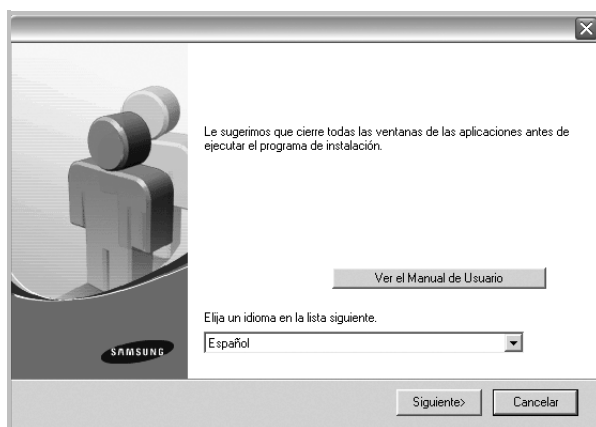 Le sugerimos que cierre todas las ventanas de las aplicaciones antes de
ejecutar el programa de instalación.
Ver el Manual de Usuario
Elija un idioma en la lista siguiente.
Español
SAMSUNG
Siguiente>
Cancelar